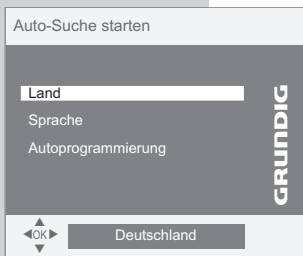 Auto-Suche starten
Land
Sprache
Autoprogrammierung
GRUNDIG
OK
Deutschland